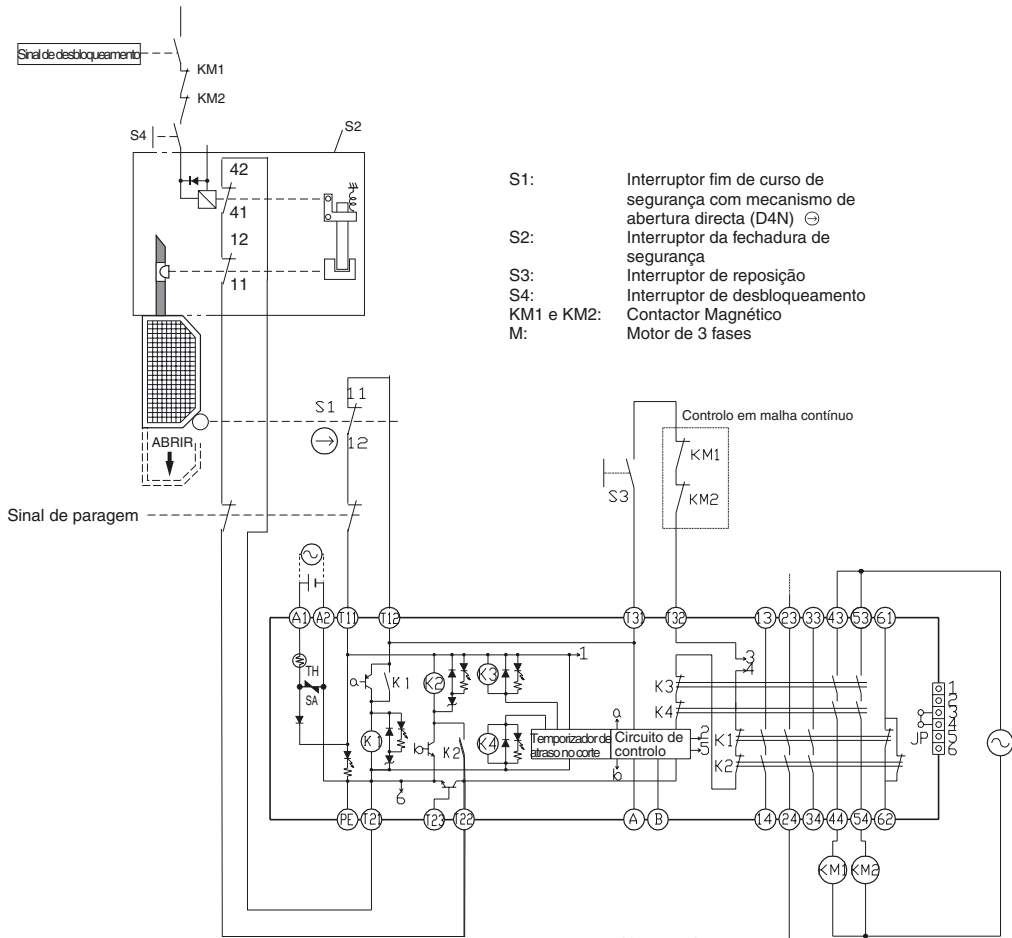 Sinal de desbloqueamento
KM1
KM2
S4
S2
42
41
12
11
S1: Interruptor fim de curso de
segurança com mecanismo de
abertura directa (D4N)
S2: Interruptor da fechadura de
segurança
S3: Interruptor de reposição
S4: Interruptor de desbloqueamento
KM1 e KM2: Contactor Magnético
M: Motor de 3 fases
ABRIR
S1
11
12
Controlo em malha contínuo
S3
KM1
KM2
Sinal de paragem
A1 A2 T11 T12 T31 T32 13 23 33 43 53 61
TH
SA
a
K1
K2
K3
1
3
4
K3
K4
K1
K4
b
K2
a
Temporizador de
atraso no corte
Circuito de
controlo
2
5
b
6
K1
K2
JP
1
2
3
4
5
6
PE T21 T23 T22 A B 14 24 34 44 54 62
KM1 KM2